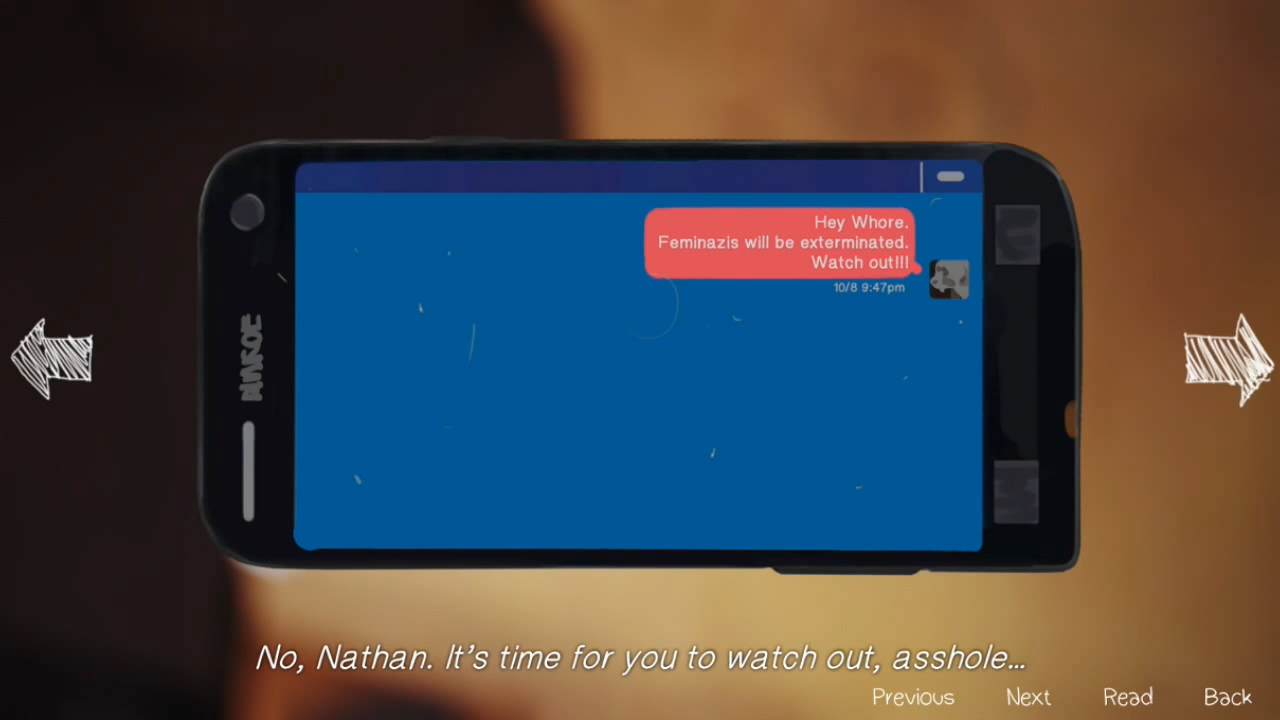 Hey Whore.
Feminazis will be exterminated.
Watch out!!!
10/8 9:47pm
No, Nathan. It's time for you to watch out, asshole...
Previous Next Read Back